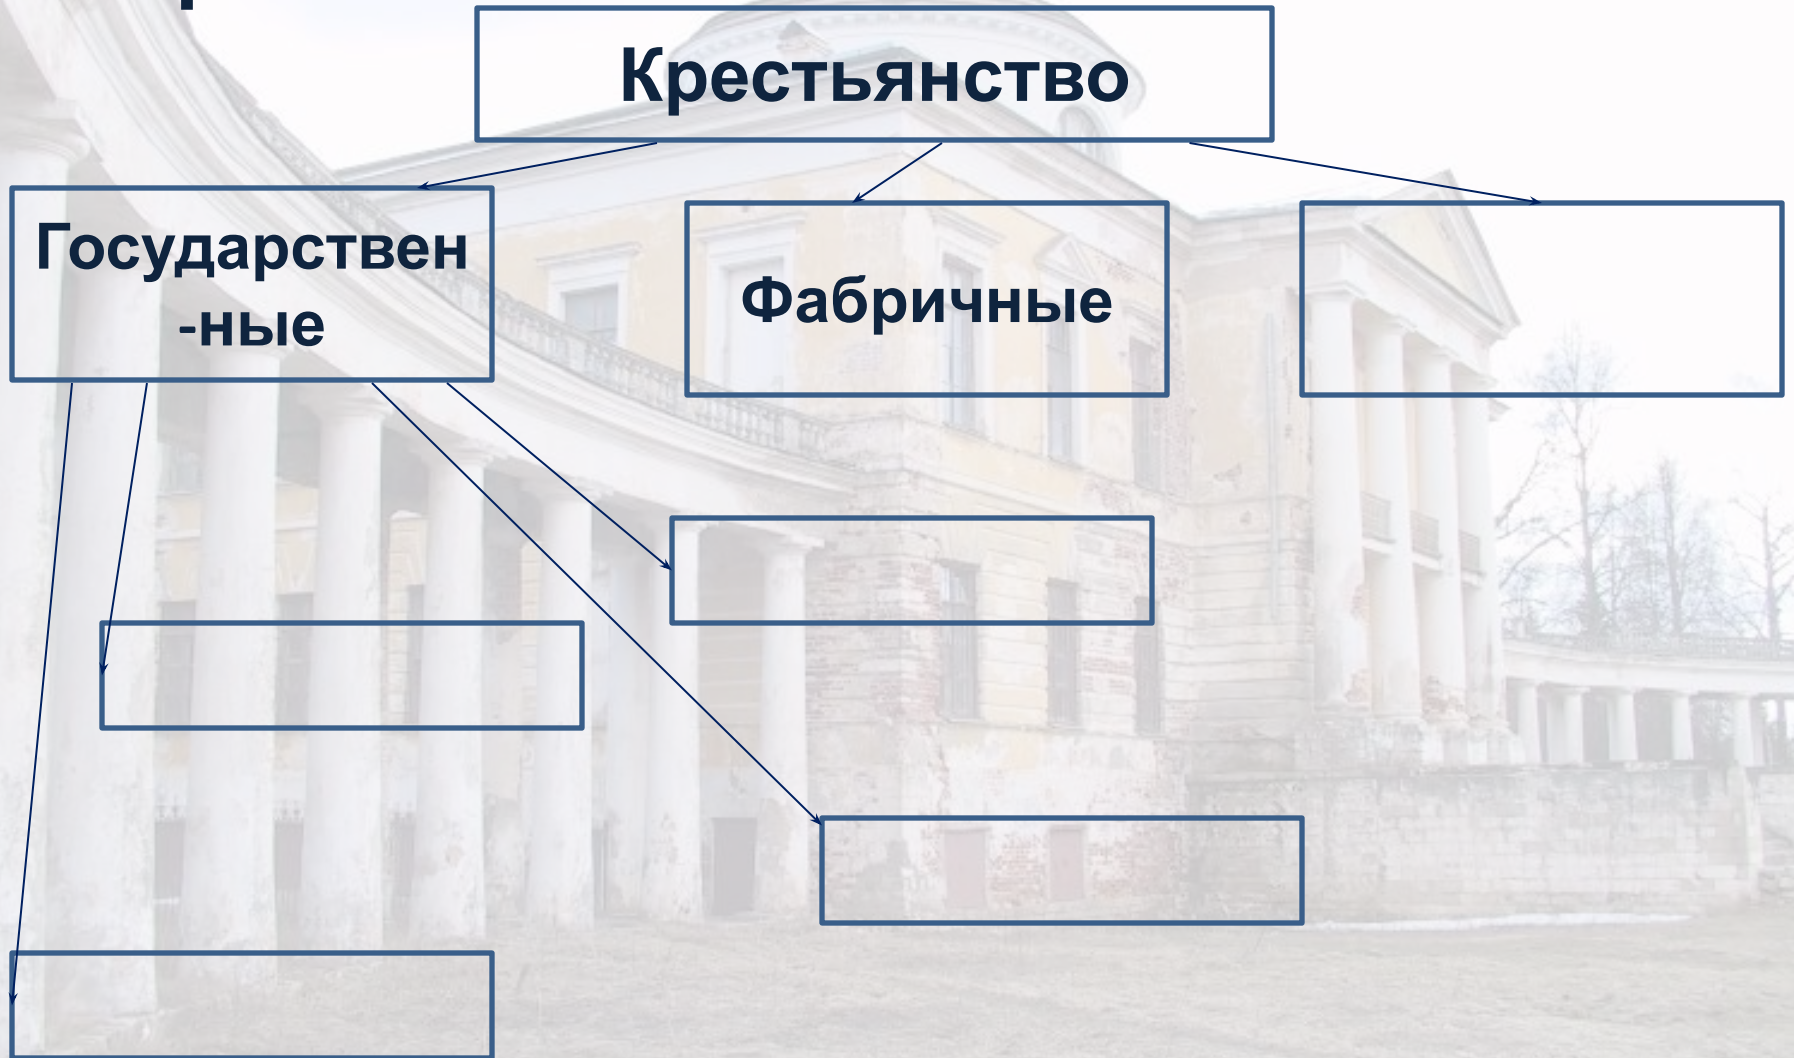 Крестьянство
Государствен
-ные
Фабричные